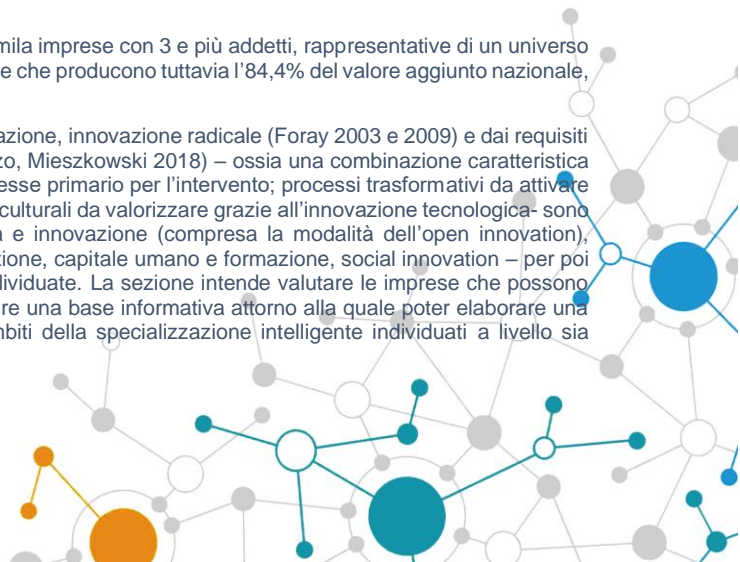 mila imprese con 3 e più addetti, rappresentative di un universo
e che producono tuttavia l'84,4% del valore aggiunto nazionale,
azione, innovazione radicale (Foray 2003 e 2009) e dai requisiti
zo, Mieszkowski 2018) – ossia una combinazione caratteristica
esse primario per l'intervento; processi trasformativi da attivare
culturali da valorizzare grazie all'innovazione tecnologica- sono
a e innovazione (compresa la modalità dell'open innovation),
zione, capitale umano e formazione, social innovation – per poi
dividuate. La sezione intende valutare le imprese che possono
ire una base informativa attorno alla quale poter elaborare una
nbiti della specializzazione intelligente individuati a livello sia